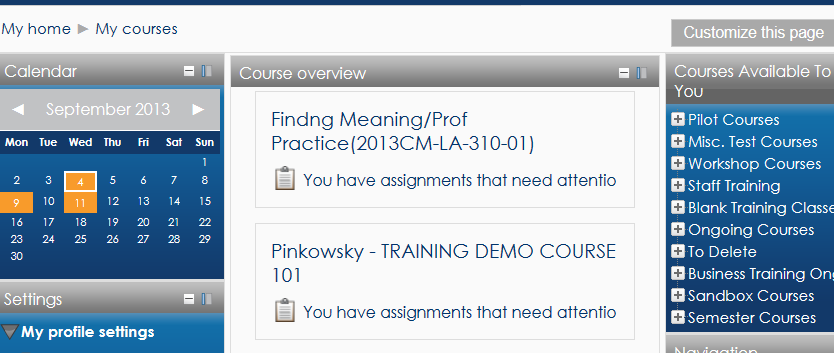 My home ► My courses
Customize this page
Calendar
◄ September 2013 ►
Mon Tue Wed Thu Fri Sat Sun
1
2 3 4 5 6 7 8
9 10 11 12 13 14 15
16 17 18 19 20 21 22
23 24 25 26 27 28 29
30
Settings
My profile settings
Course overview
Findng Meaning/Prof
Practice(2013CM-LA-310-01)
You have assignments that need attentio
Pinkowsky - TRAINING DEMO COURSE
101
You have assignments that need attentio
Courses Available To
You
Pilot Courses
Misc. Test Courses
Workshop Courses
Staff Training
Blank Training Classe
Ongoing Courses
To Delete
Business Training Ong
Sandbox Courses
Semester Courses
Navigation